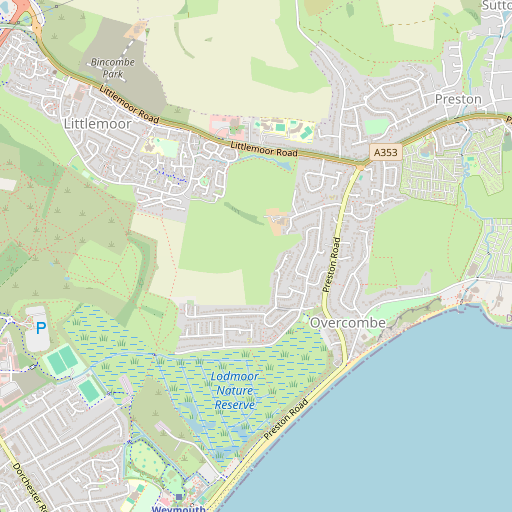 Sutto
Bincombe
Park
Preston
Littlemoor Road
Littlemoor
Littlemoor Road
A353
P
Preston Road
Overcombe
P
D
Lodmoor
Nature
Reserve
Preston Road
Dorchester Ro
Weymouth